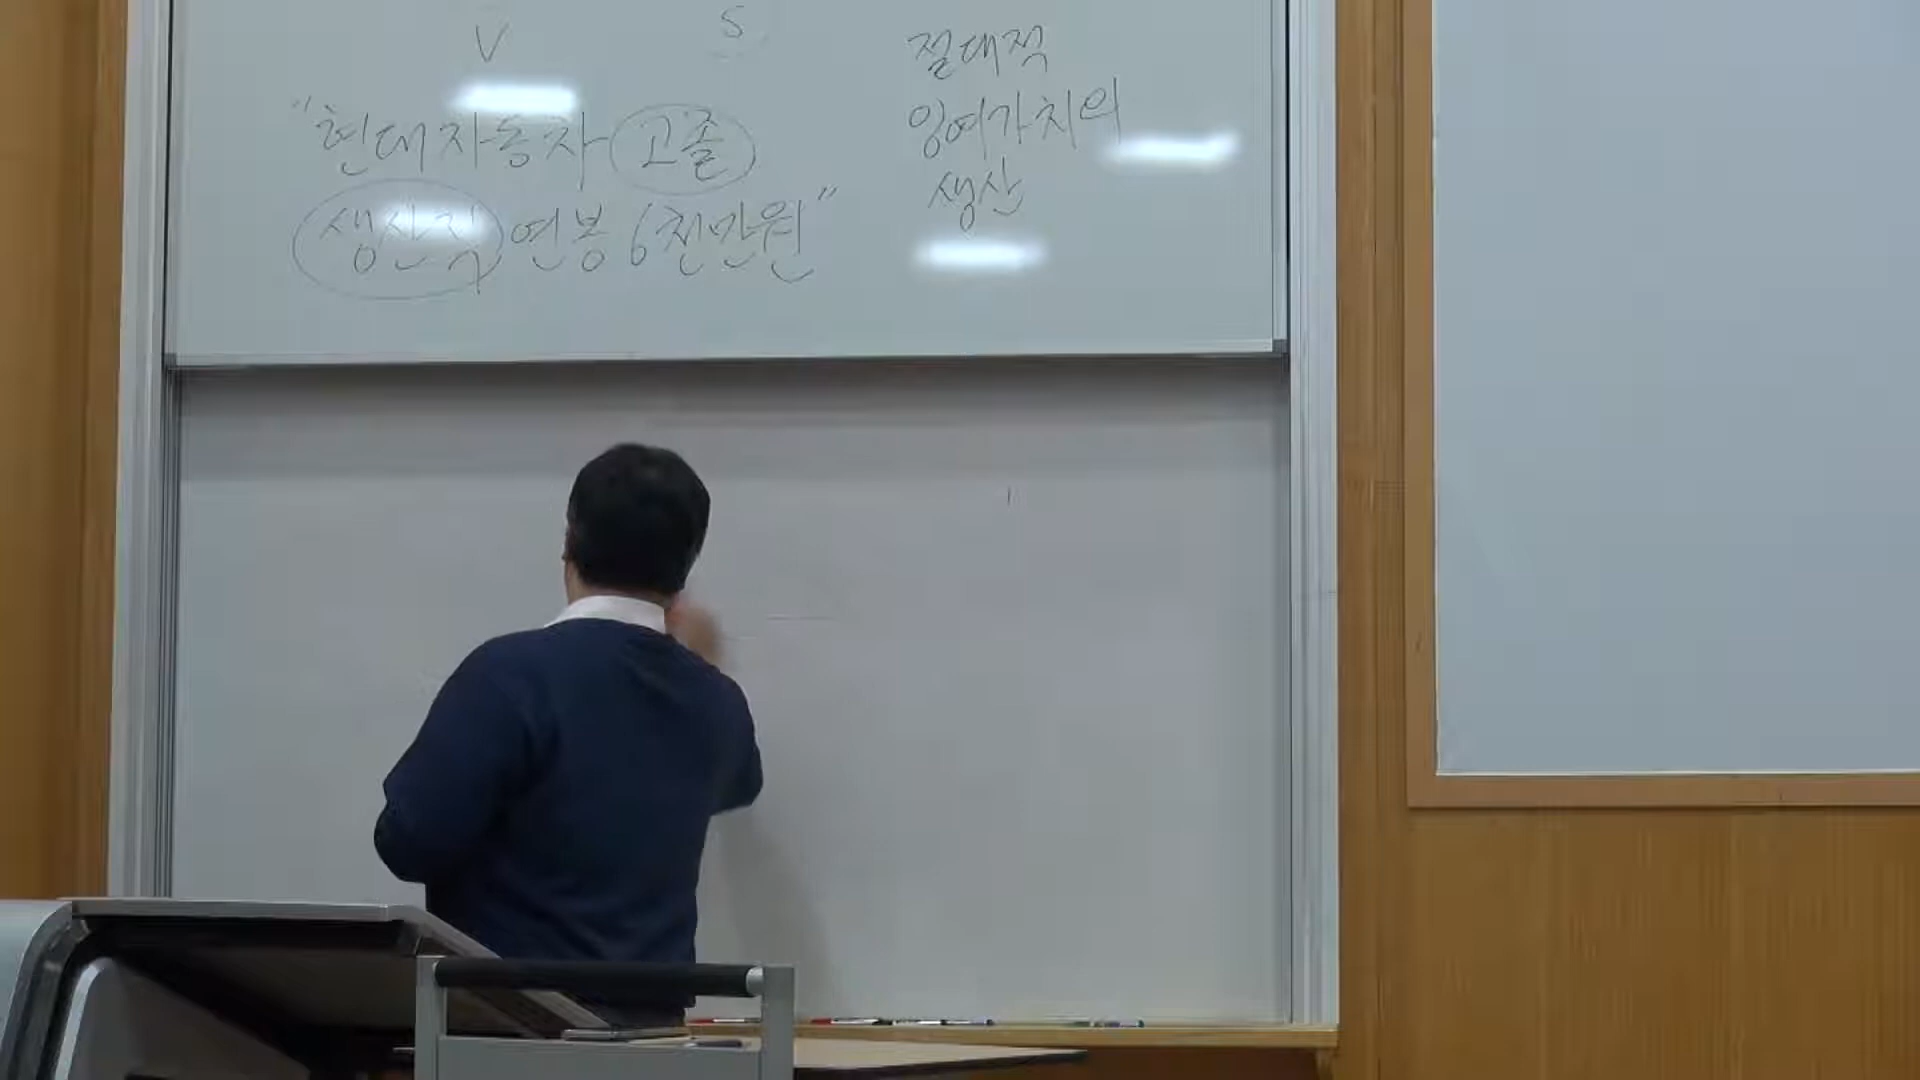 V S
"현대자동자 고졸
생산직 연봉 6천만원"
절대적
잉여가치의
생산